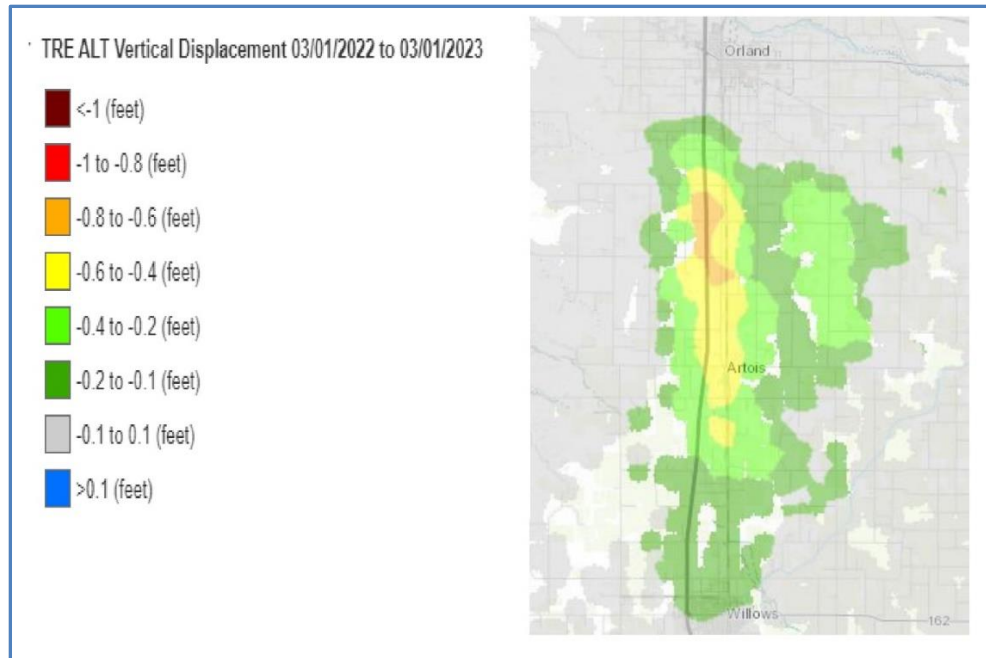 TRE ALT Vertical Displacement 03/01/2022 to 03/01/2023
<-1 (feet)
-1 to -0.8 (feet)
-0.8 to -0.6 (feet)
-0.6 to -0.4 (feet)
-0.4 to -0.2 (feet)
-0.2 to -0.1 (feet)
-0.1 to 0.1 (feet)
>0.1 (feet)
Orland
Artois
Willows
162